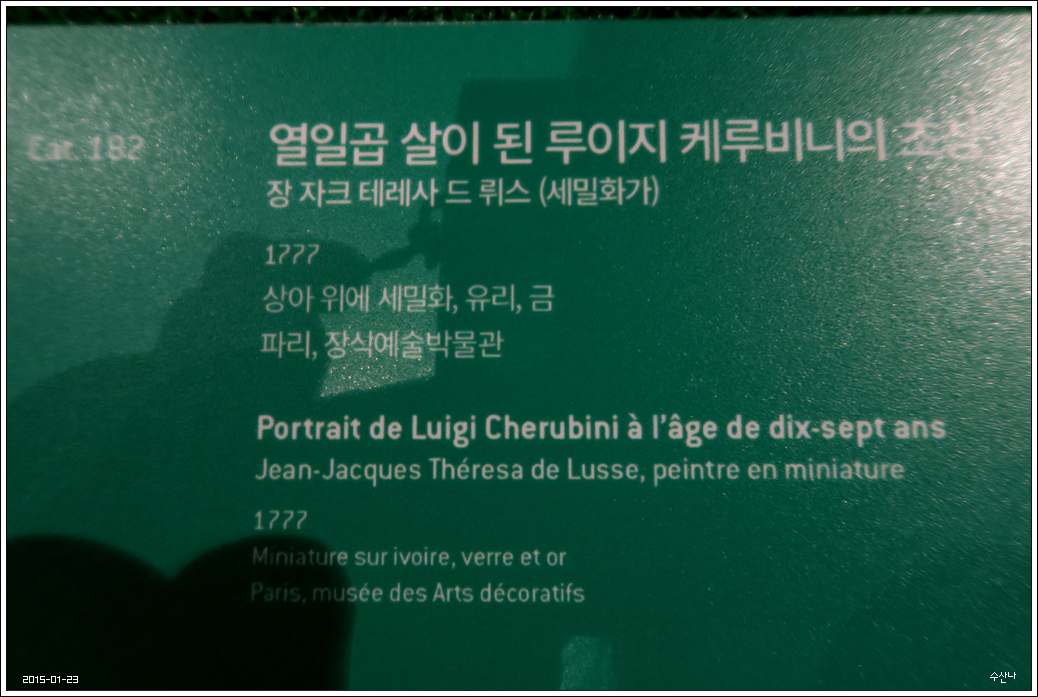 Cat. 182
열일곱 살이 된 루이지 케루비니의 초상
장 자크 테레사 드 뤼스 (세밀화가)
1777
상아 위에 세밀화, 유리, 금
파리, 장식예술박물관
Portrait de Luigi Cherubini à l’âge de dix-sept ans
Jean-Jacques Théresa de Lusse, peintre en miniature
1777
Miniature sur ivoire, verre et or
Paris, musée des Arts décoratifs
2015-01-23
수산나